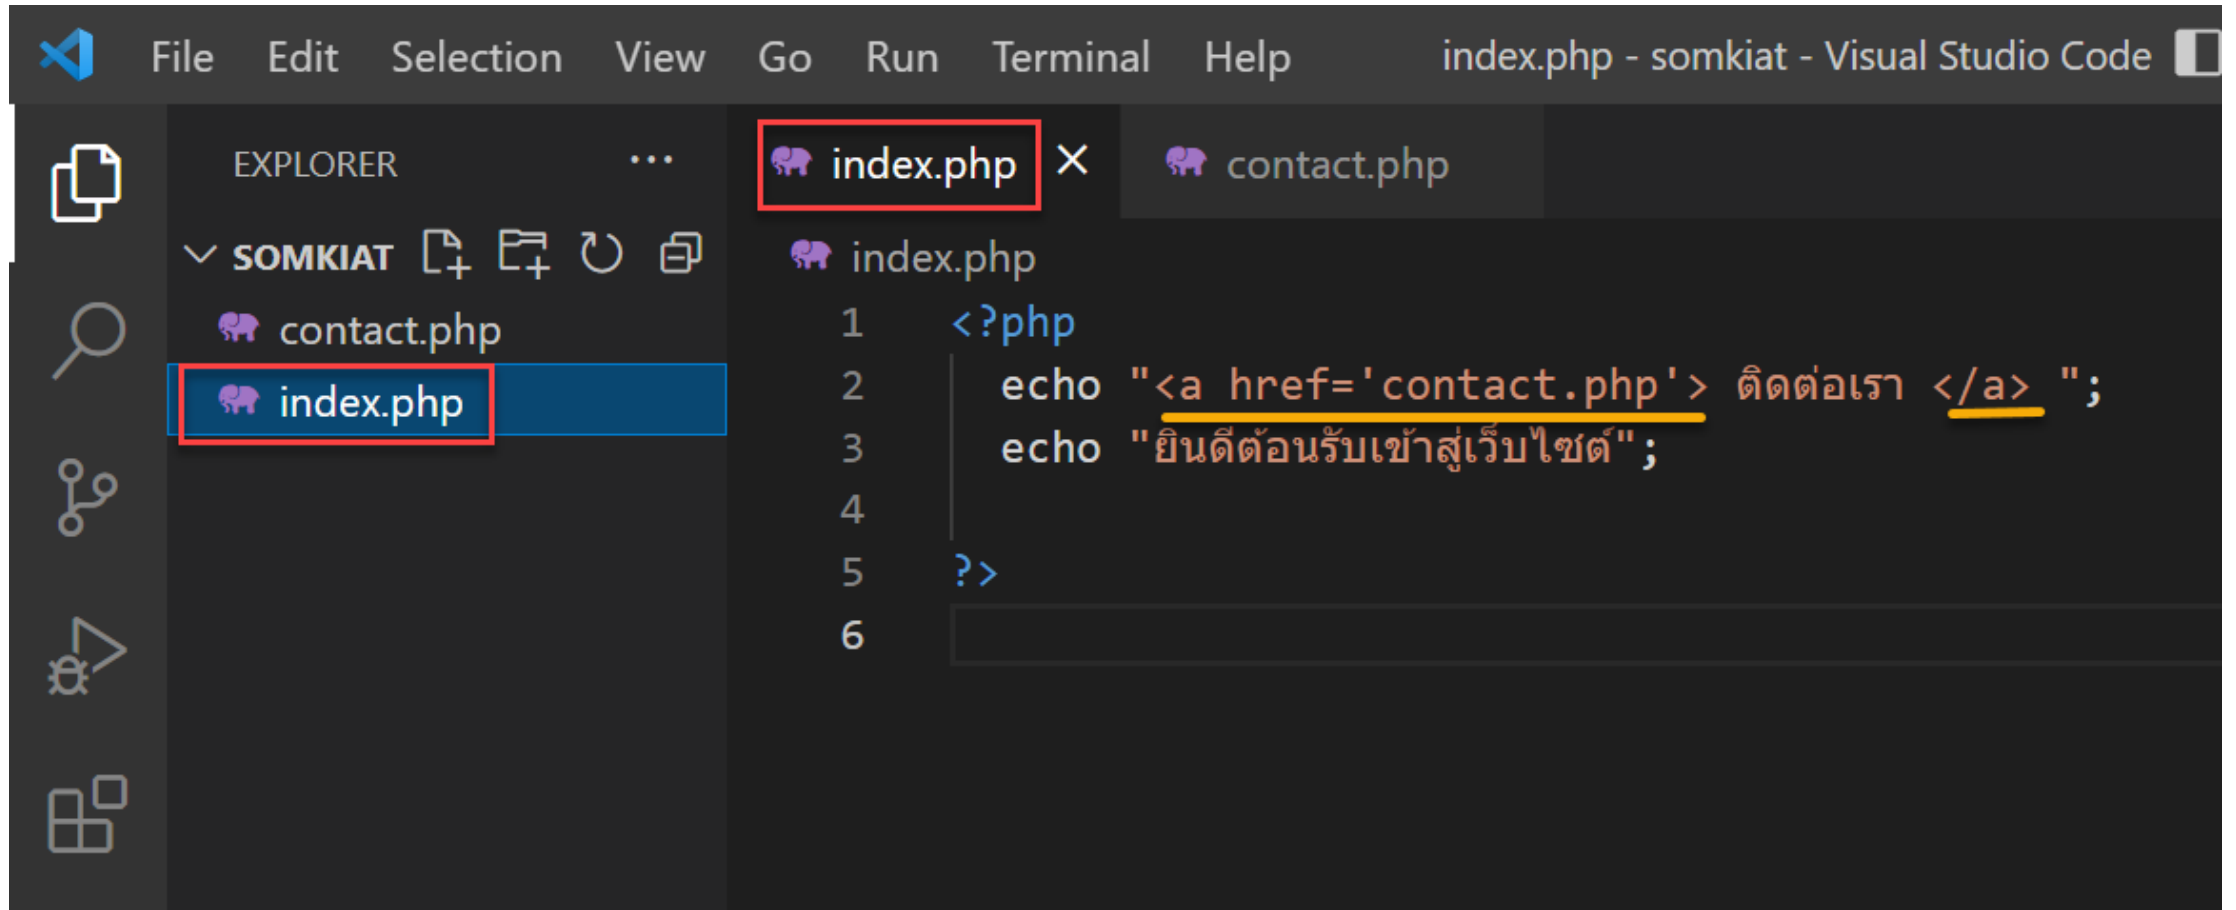 File Edit Selection View Go Run Terminal Help index.php - somkiat - Visual Studio Code
EXPLORER ···
SOMKIAT
contact.php
index.php
index.php × contact.php
index.php
1 <?php
2 echo "<a href='contact.php'> ติดต่อเรา </a> ";
3 echo "ยินดีต้อนรับเข้าสู่เว็บไซต์";
4
5 ?>
6